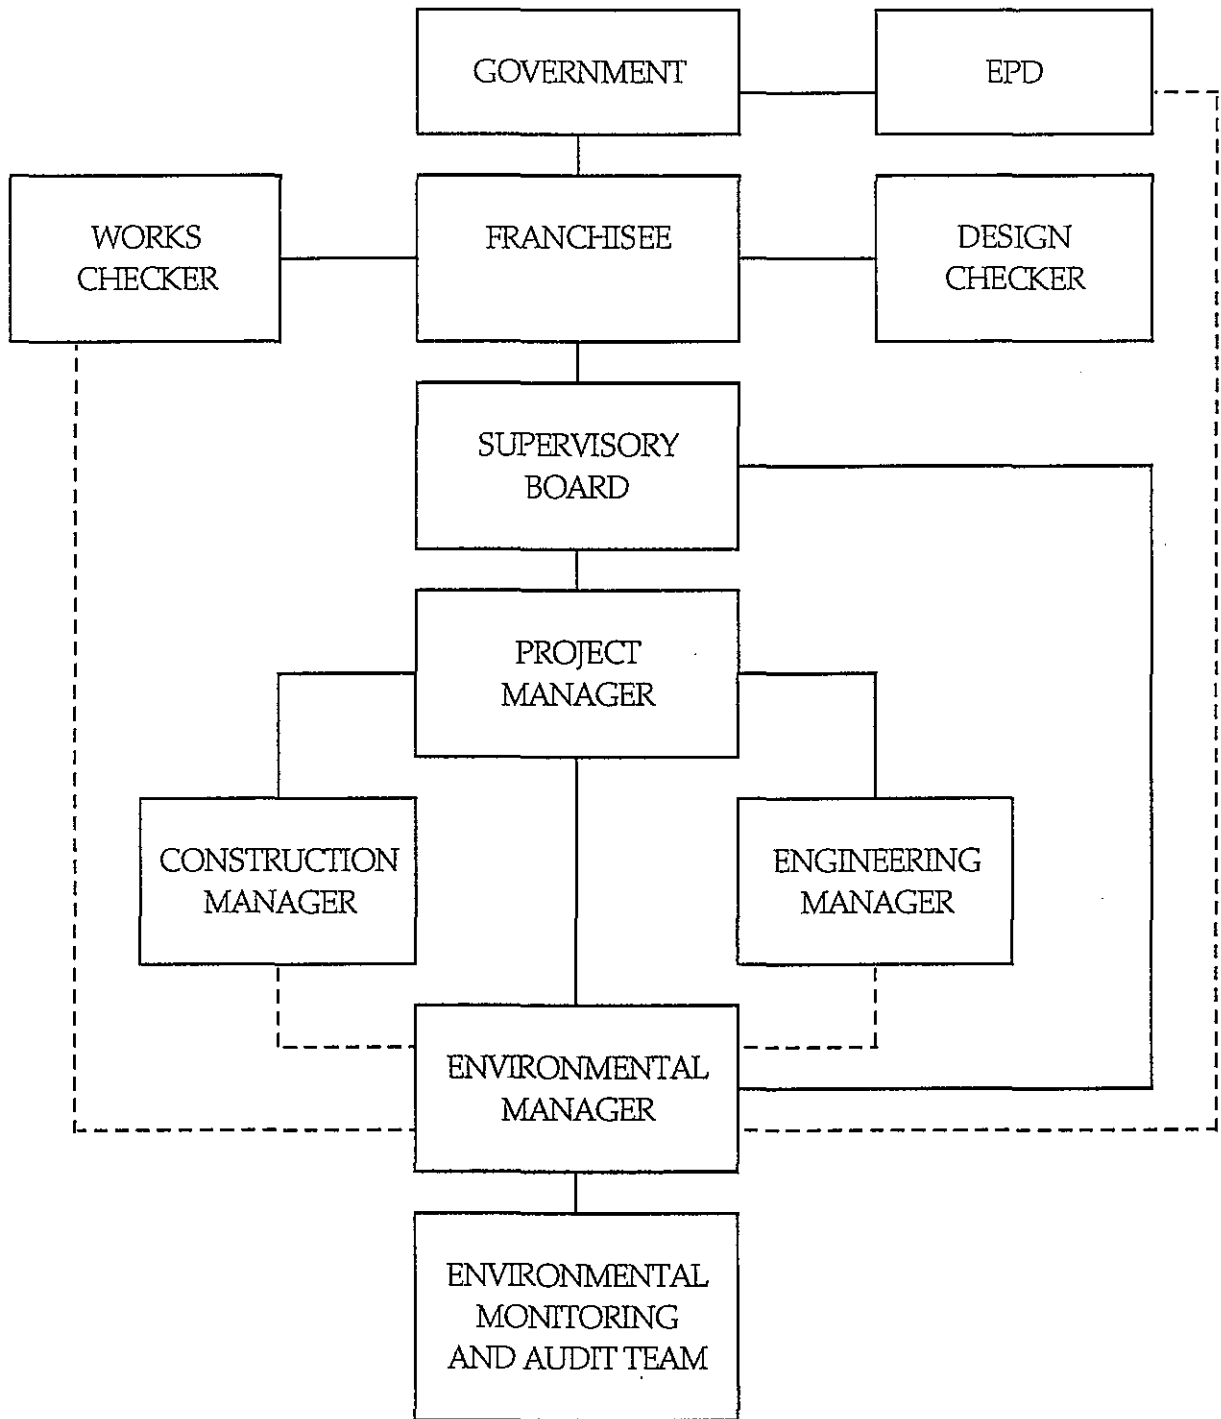 GOVERNMENT
EPD
WORKS
CHECKER
FRANCHISEE
DESIGN
CHECKER
SUPERVISORY
BOARD
PROJECT
MANAGER
CONSTRUCTION
MANAGER
ENGINEERING
MANAGER
ENVIRONMENTAL
MANAGER
ENVIRONMENTAL
MONITORING
AND AUDIT TEAM